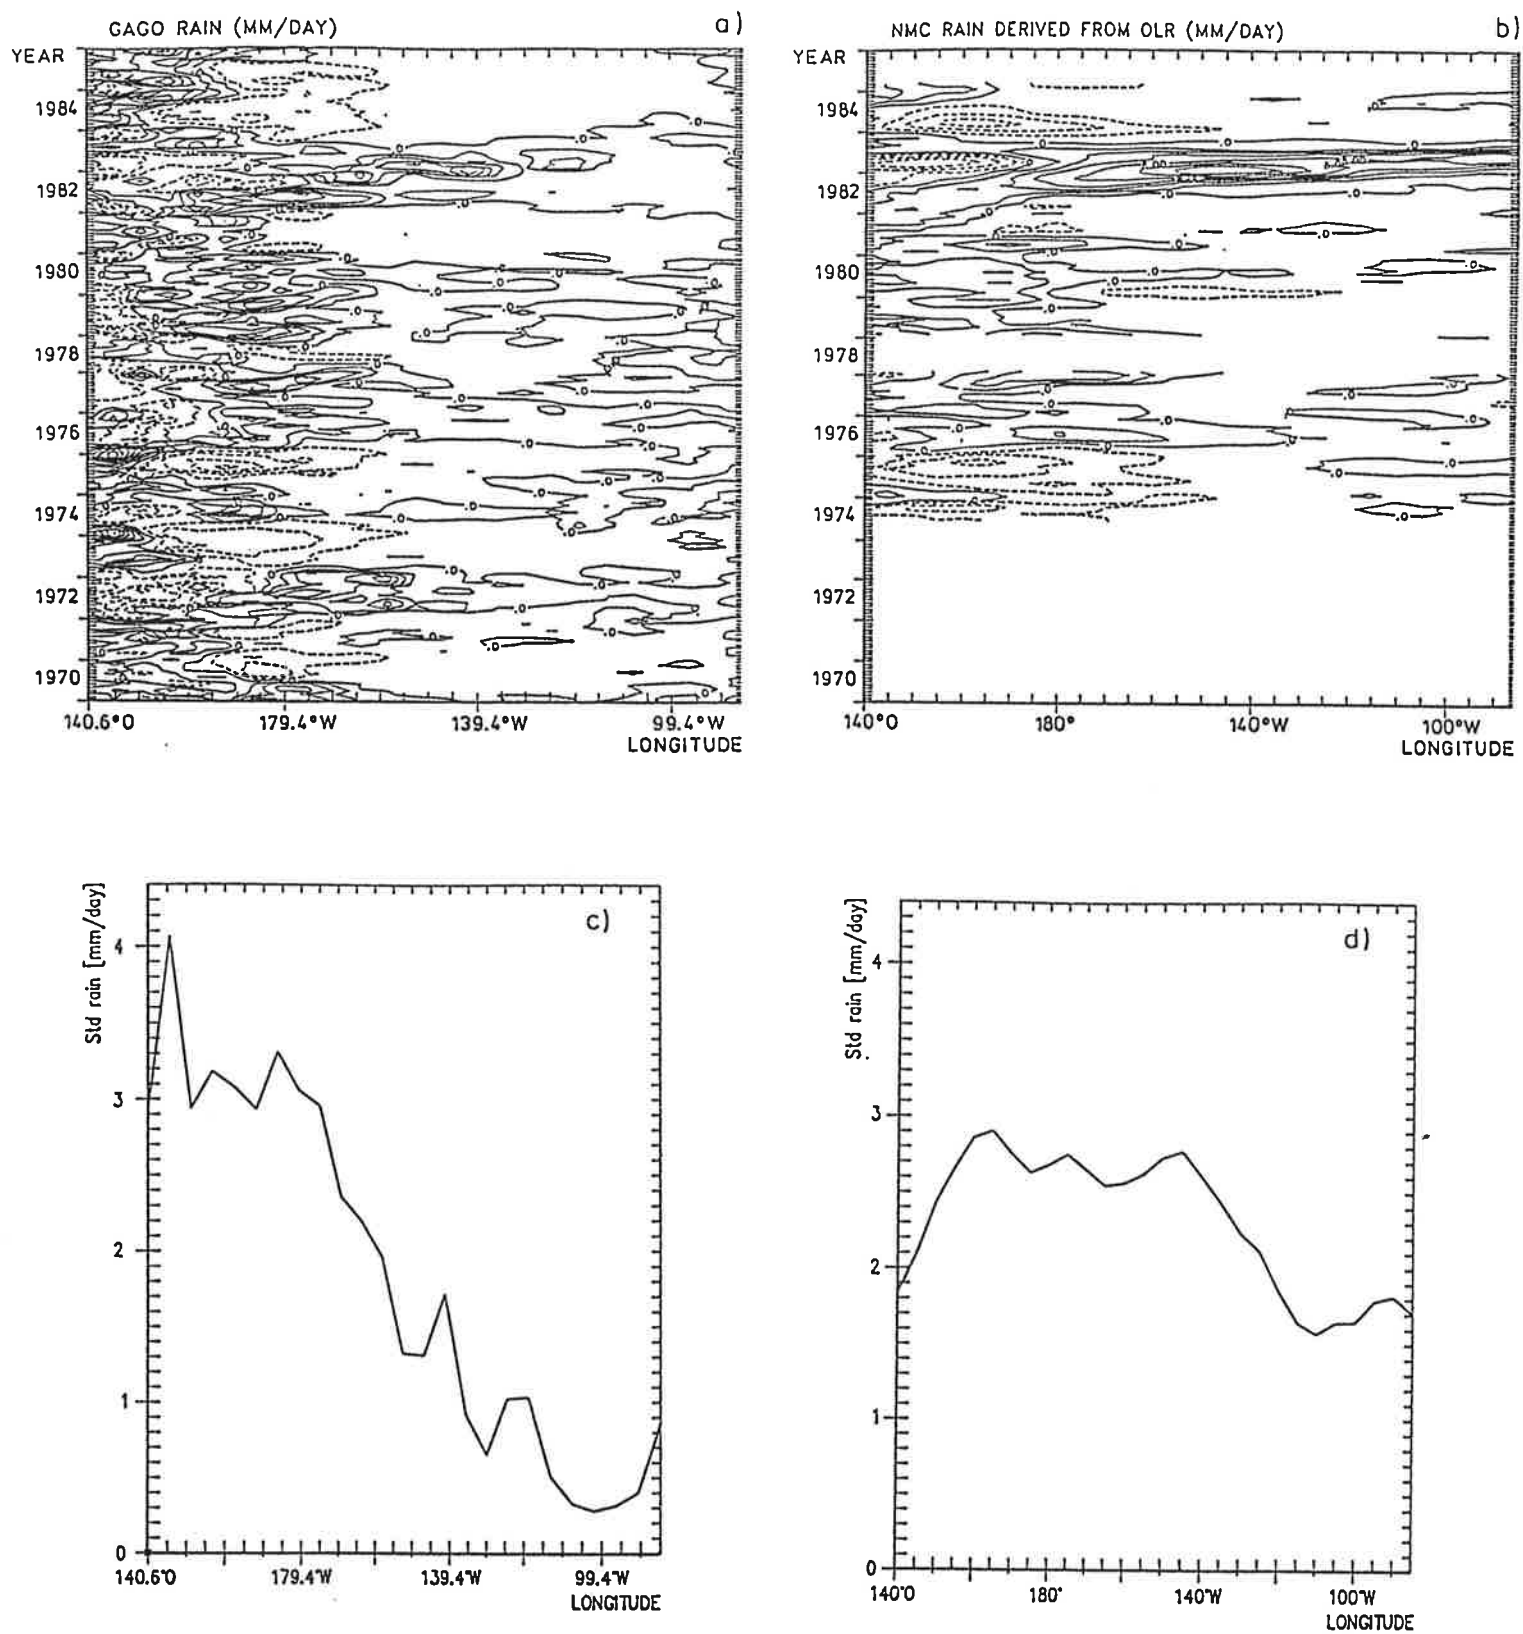 GAGO RAIN (MM/DAY)
a)
YEAR
1984
1982
1980
1978
1976
1974
1972
1970
140.6°O 179.4°W 139.4°W 99.4°W
LONGITUDE
NMC RAIN DERIVED FROM OLR (MM/DAY)
b)
YEAR
1984
1982
1980
1978
1976
1974
1972
1970
140°O 180° 140°W 100°W
LONGITUDE
c)
Std rain [mm/day]
4
3
2
1
0
140.6°O 179.4°W 139.4°W 99.4°W
LONGITUDE
d)
Std rain [mm/day]
4
3
2
1
0
140°O 180° 140°W 100°W
LONGITUDE